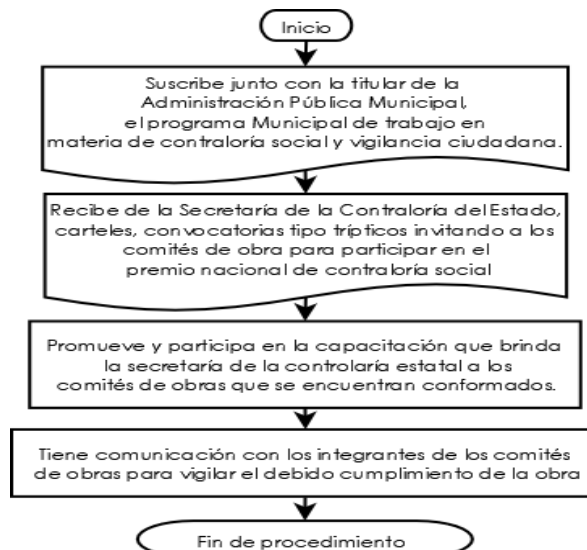 Inicio
Suscribe junto con la titular de la
Administración Pública Municipal,
el programa Municipal de trabajo en
materia de contraloría social y vigilancia ciudadana.
Recibe de la Secretaría de la Contraloría del Estado,
carteles, convocatorias tipo trípticos invitando a los
comités de obra para participar en el
premio nacional de contraloría social
Promueve y participa en la capacitación que brinda
la secretaría de la controlaría estatal a los
comités de obras que se encuentran conformados.
Tiene comunicación con los integrantes de los comités
de obras para vigilar el debido cumplimiento de la obra
Fin de procedimiento